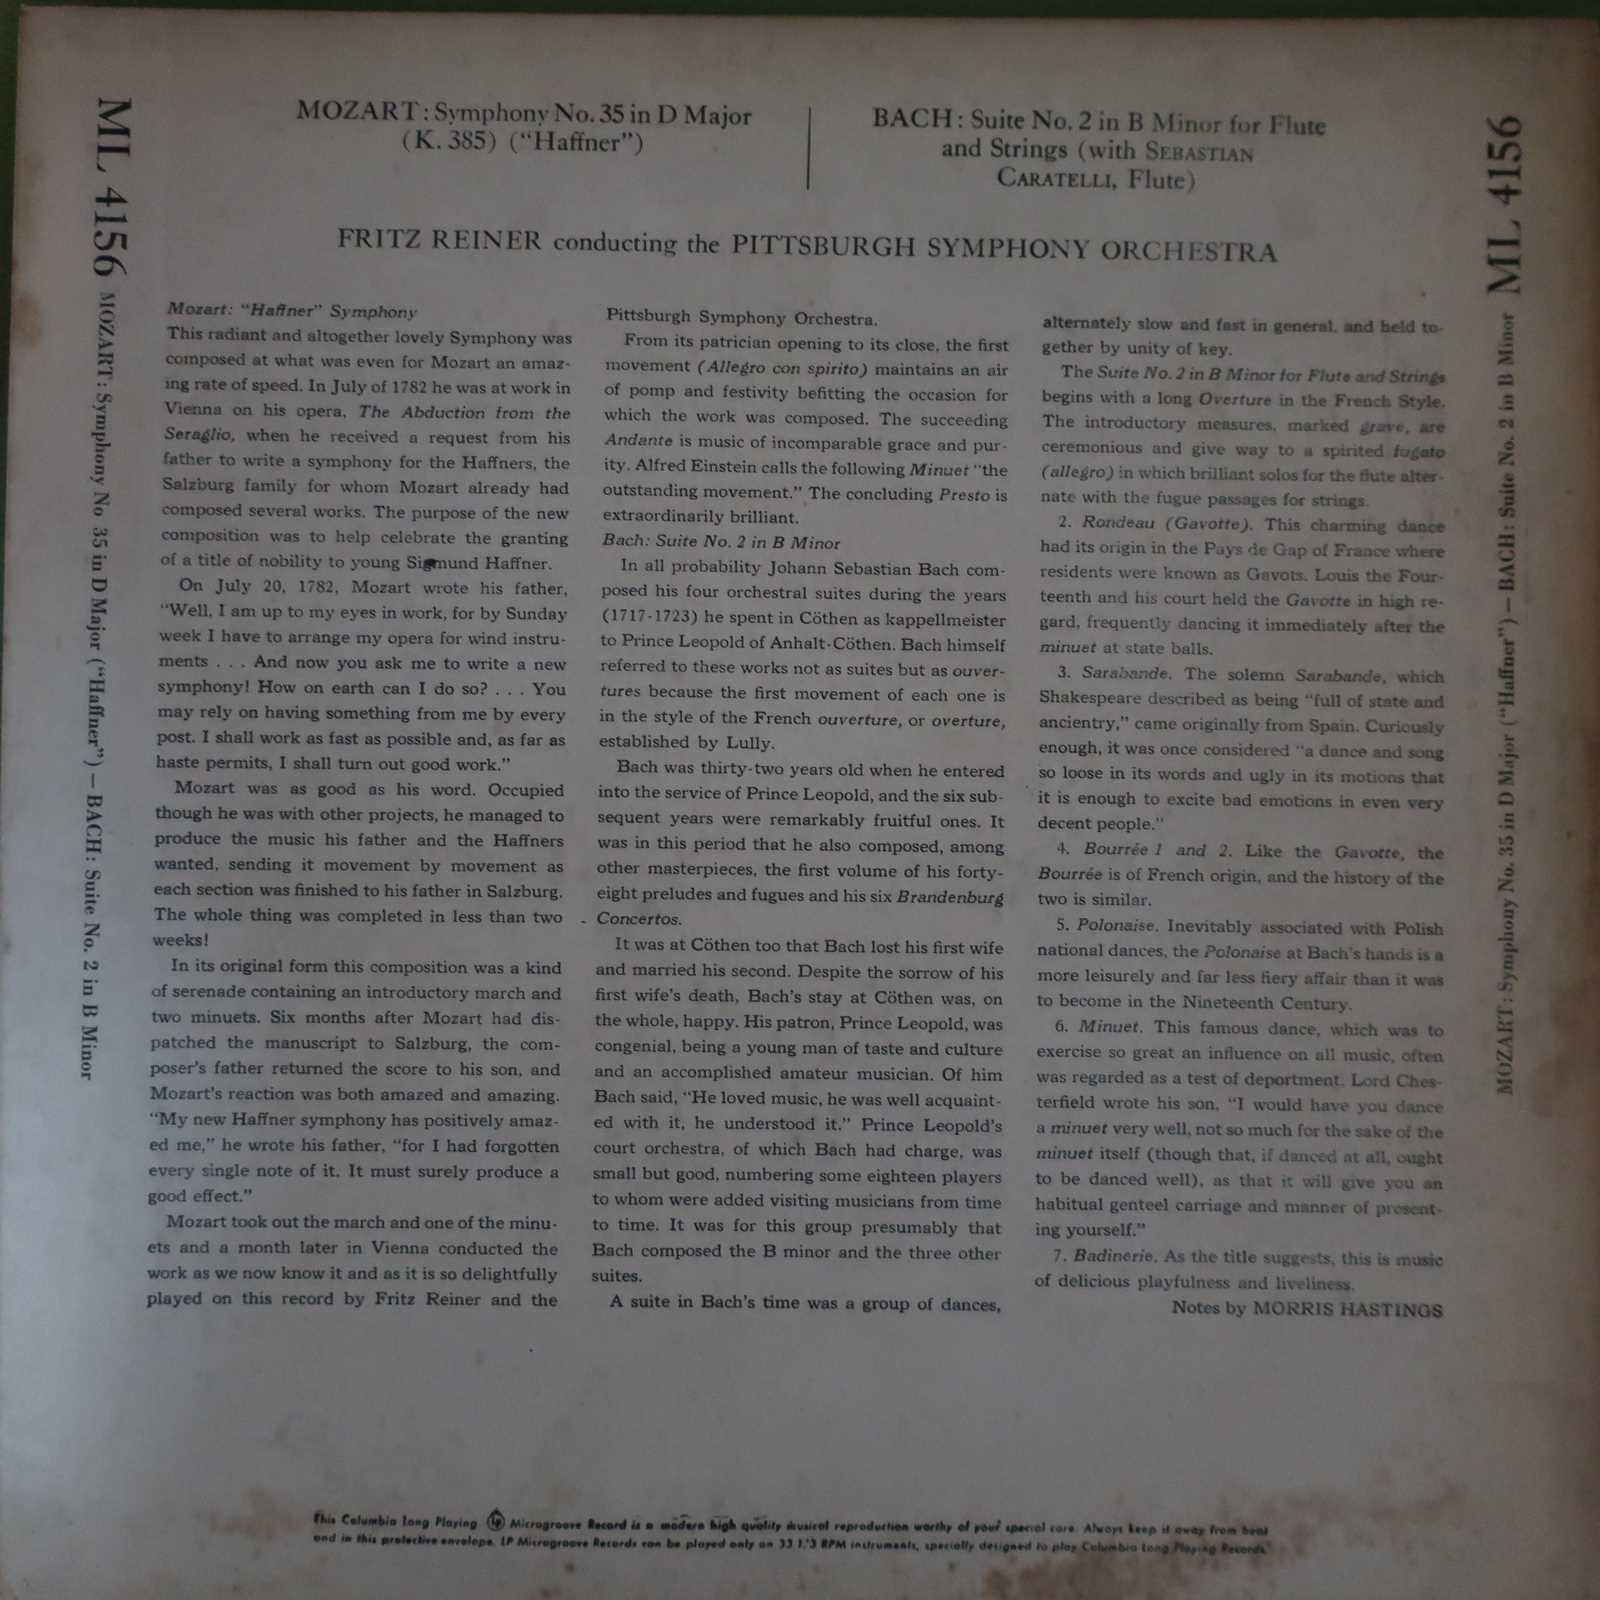 MOZART: Symphony No. 35 in D Major
(K. 385) ("Haffner")
BACH: Suite No. 2 in B Minor for Flute
and Strings (with SEBASTIAN
CARATELLI, Flute)
FRITZ REINER conducting the PITTSBURGH SYMPHONY ORCHESTRA
ML 4156 MOZART: Symphony No 35 in D Major ("Haffner") — BACH: Suite No. 2 in B Minor
Mozart: "Haffner" Symphony
This radiant and altogether lovely Symphony was
composed at what was even for Mozart an amaz-
ing rate of speed. In July of 1782 he was at work in
Vienna on his opera, The Abduction from the
Seraglio, when he received a request from his
father to write a symphony for the Haffners, the
Salzburg family for whom Mozart already had
composed several works. The purpose of the new
composition was to help celebrate the granting
of a title of nobility to young Sigmund Haffner.
On July 20, 1782, Mozart wrote his father,
"Well, I am up to my eyes in work, for by Sunday
week I have to arrange my opera for wind instru-
ments . . . And now you ask me to write a new
symphony! How on earth can I do so? . . . You
may rely on having something from me by every
post. I shall work as fast as possible and, as far as
haste permits, I shall turn out good work."
Mozart was as good as his word. Occupied
though he was with other projects, he managed to
produce the music his father and the Haffners
wanted, sending it movement by movement as
each section was finished to his father in Salzburg.
The whole thing was completed in less than two
weeks!
In its original form this composition was a kind
of serenade containing an introductory march and
two minuets. Six months after Mozart had dis-
patched the manuscript to Salzburg, the com-
poser's father returned the score to his son, and
Mozart's reaction was both amazed and amazing.
"My new Haffner symphony has positively amaz-
ed me," he wrote his father, "for I had forgotten
every single note of it. It must surely produce a
good effect."
Mozart took out the march and one of the minu-
ets and a month later in Vienna conducted the
work as we now know it and as it is so delightfully
played on this record by Fritz Reiner and the
Pittsburgh Symphony Orchestra.
From its patrician opening to its close, the first
movement (Allegro con spirito) maintains an air
of pomp and festivity befitting the occasion for
which the work was composed. The succeeding
Andante is music of incomparable grace and pur-
ity. Alfred Einstein calls the following Minuet "the
outstanding movement." The concluding Presto is
extraordinarily brilliant.
Bach: Suite No. 2 in B Minor
In all probability Johann Sebastian Bach com-
posed his four orchestral suites during the years
(1717-1723) he spent in Cöthen as kappellmeister
to Prince Leopold of Anhalt-Cöthen. Bach himself
referred to these works not as suites but as ouver-
tures because the first movement of each one is
in the style of the French ouverture, or overture,
established by Lully.
Bach was thirty-two years old when he entered
into the service of Prince Leopold, and the six sub-
sequent years were remarkably fruitful ones. It
was in this period that he also composed, among
other masterpieces, the first volume of his forty-
eight preludes and fugues and his six Brandenburg
Concertos.
It was at Cöthen too that Bach lost his first wife
and married his second. Despite the sorrow of his
first wife's death, Bach's stay at Cöthen was, on
the whole, happy. His patron, Prince Leopold, was
congenial, being a young man of taste and culture
and an accomplished amateur musician. Of him
Bach said, "He loved music, he was well acquaint-
ed with it, he understood it." Prince Leopold's
court orchestra, of which Bach had charge, was
small but good, numbering some eighteen players
to whom were added visiting musicians from time
to time. It was for this group presumably that
Bach composed the B minor and the three other
suites.
A suite in Bach's time was a group of dances,
alternately slow and fast in general, and held to-
gether by unity of key.
The Suite No. 2 in B Minor for Flute and Strings
begins with a long Overture in the French Style.
The introductory measures, marked grave, are
ceremonious and give way to a spirited fugato
(allegro) in which brilliant solos for the flute alter-
nate with the fugue passages for strings.
2. Rondeau (Gavotte). This charming dance
had its origin in the Pays de Gap of France where
residents were known as Gavots. Louis the Four-
teenth and his court held the Gavotte in high re-
gard, frequently dancing it immediately after the
minuet at state balls.
3. Sarabande. The solemn Sarabande, which
Shakespeare described as being "full of state and
ancientry," came originally from Spain. Curiously
enough, it was once considered "a dance and song
so loose in its words and ugly in its motions that
it is enough to excite bad emotions in even very
decent people."
4. Bourrée 1 and 2. Like the Gavotte, the
Bourrée is of French origin, and the history of the
two is similar.
5. Polonaise. Inevitably associated with Polish
national dances, the Polonaise at Bach's hands is a
more leisurely and far less fiery affair than it was
to become in the Nineteenth Century.
6. Minuet. This famous dance, which was to
exercise so great an influence on all music, often
was regarded as a test of deportment. Lord Ches-
terfield wrote his son, "I would have you dance
a minuet very well, not so much for the sake of the
minuet itself (though that, if danced at all, ought
to be danced well), as that it will give you an
habitual genteel carriage and manner of present-
ing yourself."
7. Badinerie. As the title suggests, this is music
of delicious playfulness and liveliness.
Notes by MORRIS HASTINGS
MOZART: Symphony No. 35 in D Major ("Haffner") — BACH: Suite No. 2 in B Minor ML 4156
This Columbia Long Playing LP Microgroove Record is a modern high quality musical reproduction worthy of your special care. Always keep it away from heat
and in this protective envelope. LP Microgroove Records can be played only on 33 1/3 RPM instruments, specially designed to play Columbia Long Playing Records.